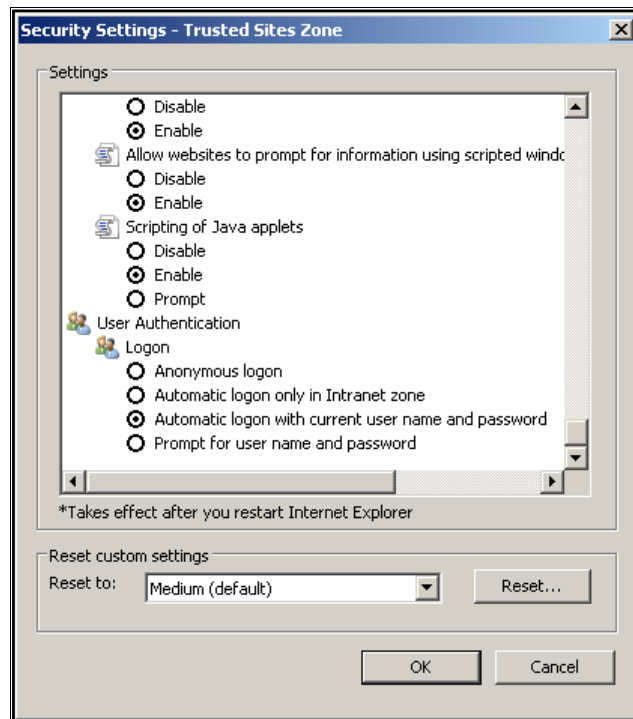 Security Settings - Trusted Sites Zone
Settings
Disable
Enable
Allow websites to prompt for information using scripted windo
Disable
Enable
Scripting of Java applets
Disable
Enable
Prompt
User Authentication
Logon
Anonymous logon
Automatic logon only in Intranet zone
Automatic logon with current user name and password
Prompt for user name and password
*Takes effect after you restart Internet Explorer
Reset custom settings
Reset to: Medium (default) Reset...
OK Cancel